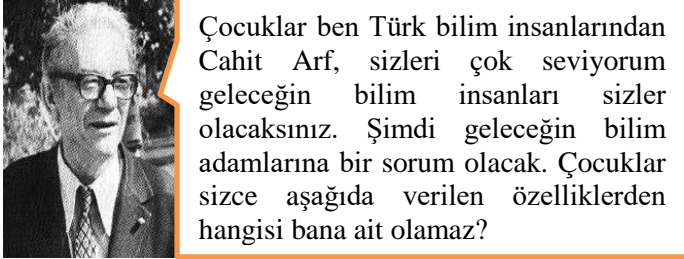 Çocuklar ben Türk bilim insanlarından
Cahit Arf, sizleri çok seviyorum
geleceğin bilim insanları sizler
olacaksınız. Şimdi geleceğin bilim
adamlarına bir sorum olacak. Çocuklar
sizce aşağıda verilen özelliklerden
hangisi bana ait olamaz?